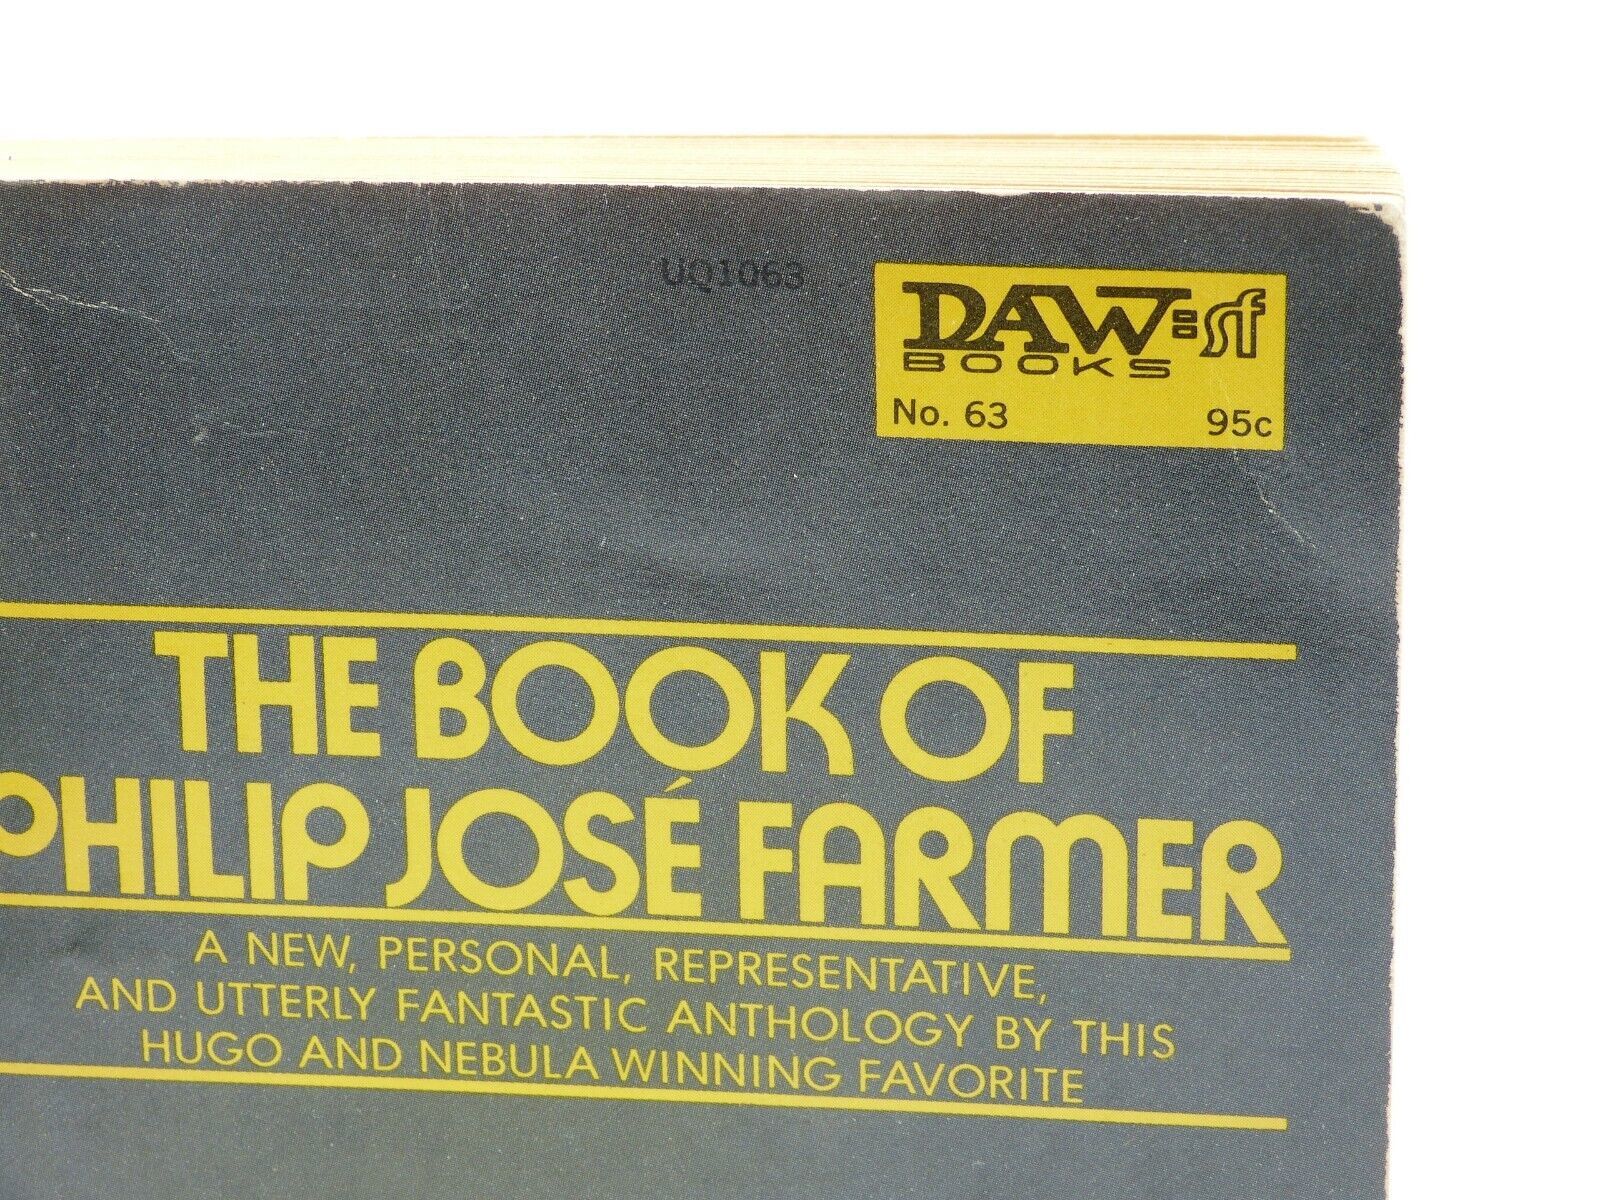 UQ1063
DAW:sf
BOOKS
No. 63 95c
THE BOOK OF
PHILIP JOSÉ FARMER
A NEW, PERSONAL, REPRESENTATIVE,
AND UTTERLY FANTASTIC ANTHOLOGY BY THIS
HUGO AND NEBULA WINNING FAVORITE